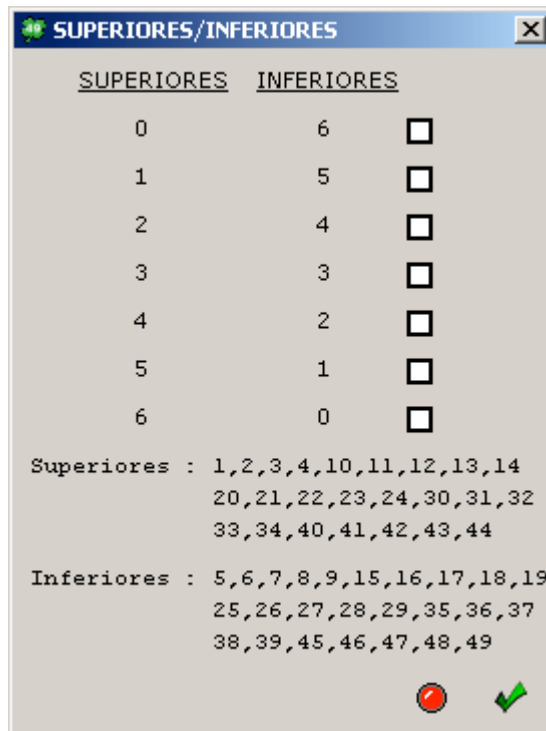 49 SUPERIORES/INFERIORES
SUPERIORES INFERIORES
0 6
1 5
2 4
3 3
4 2
5 1
6 0
Superiores : 1,2,3,4,10,11,12,13,14
20,21,22,23,24,30,31,32
33,34,40,41,42,43,44
Inferiores : 5,6,7,8,9,15,16,17,18,19
25,26,27,28,29,35,36,37
38,39,45,46,47,48,49